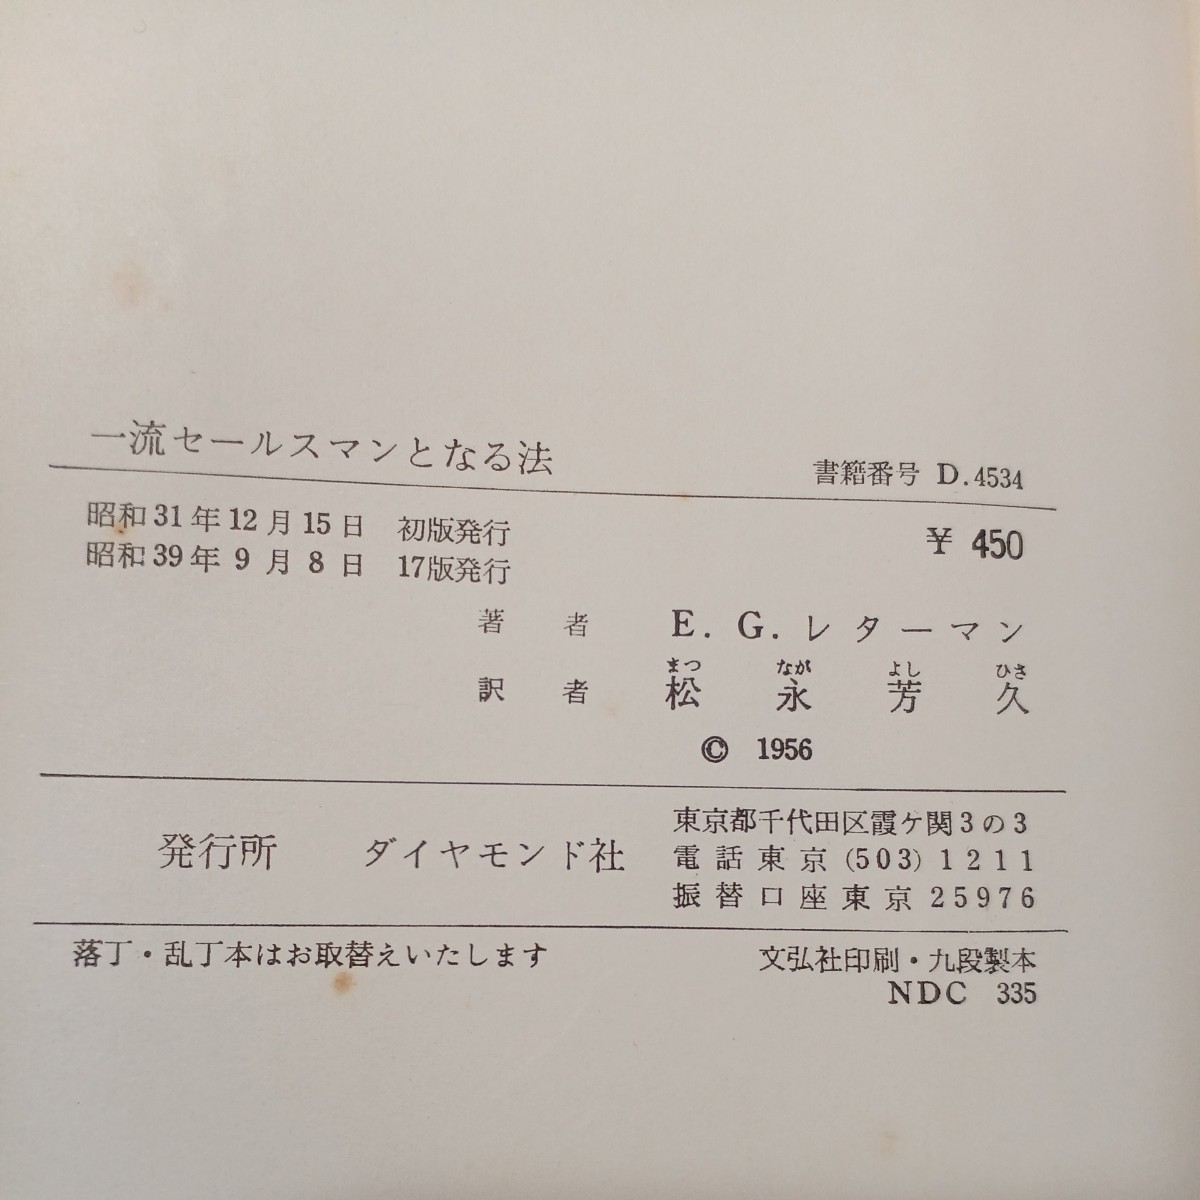 一流セールスマンとなる法
書籍番号 D.4534
昭和31年12月15日 初版発行
昭和39年9月8日 17版発行
¥ 450
著者 E. G. レターマン
まつ なが よし ひさ
訳者 松永芳久
© 1956
発行所 ダイヤモンド社
東京都千代田区霞ケ関3の3
電話東京(503)1211
振替口座東京25976
落丁・乱丁本はお取替えいたします
文弘社印刷・九段製本
NDC 335